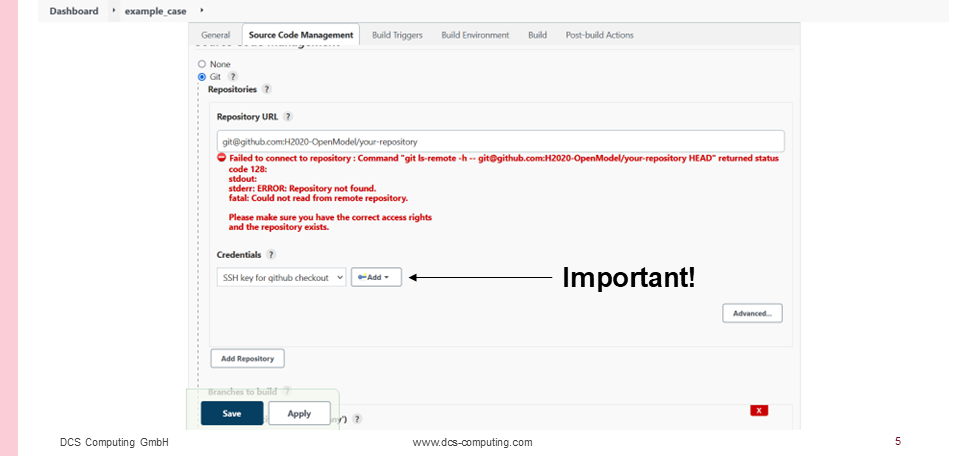 Dashboard example_case
General Source Code Management Build Triggers Build Environment Build Post-build Actions
Source Code Management
None
Git ?
Repositories ?
Repository URL ?
git@github.com:H2020-OpenModel/your-repository
Failed to connect to repository : Command "git ls-remote -h -- git@github.com:H2020-OpenModel/your-repository HEAD" returned status
code 128:
stdout:
stderr: ERROR: Repository not found.
fatal: Could not read from remote repository.
Please make sure you have the correct access rights
and the repository exists.
Credentials ?
SSH key for github checkout Add Important!
Advanced...
Add Repository
Branches to build ?
Save Apply ny') ? X
DCS Computing GmbH www.dcs-computing.com 5